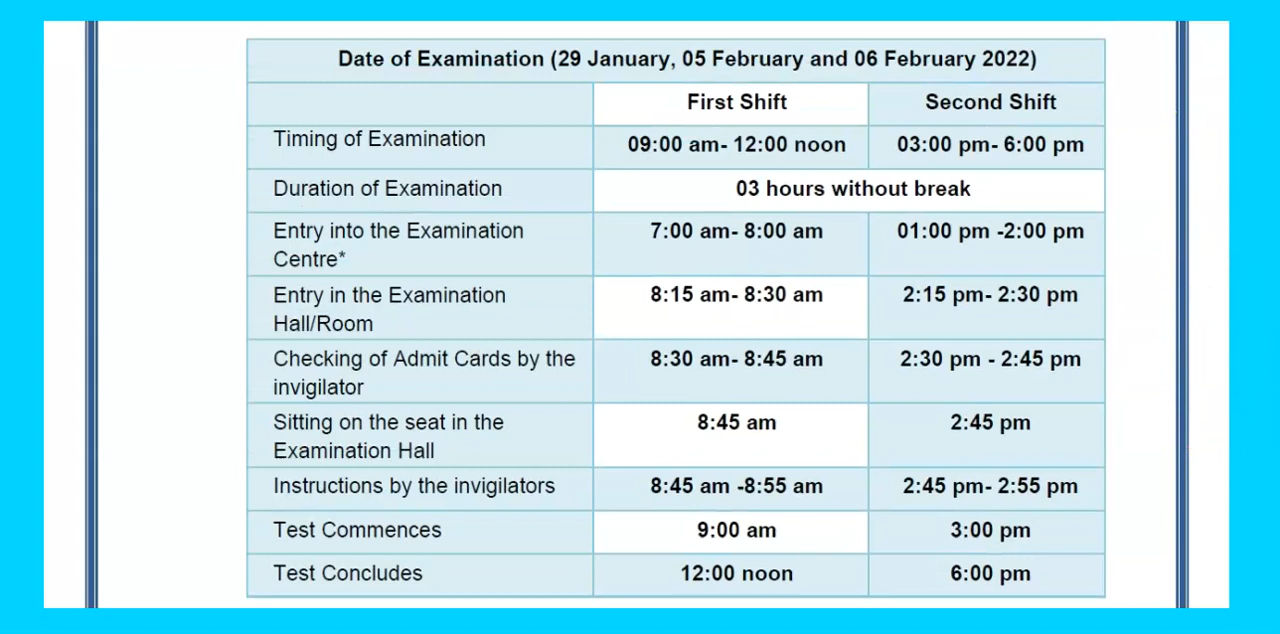 Date of Examination (29 January, 05 February and 06 February 2022)
First Shift Second Shift
Timing of Examination 09:00 am- 12:00 noon 03:00 pm- 6:00 pm
Duration of Examination 03 hours without break
Entry into the Examination 7:00 am- 8:00 am 01:00 pm -2:00 pm
Centre*
Entry in the Examination 8:15 am- 8:30 am 2:15 pm- 2:30 pm
Hall/Room
Checking of Admit Cards by the 8:30 am- 8:45 am 2:30 pm - 2:45 pm
invigilator
Sitting on the seat in the 8:45 am 2:45 pm
Examination Hall
Instructions by the invigilators 8:45 am -8:55 am 2:45 pm- 2:55 pm
Test Commences 9:00 am 3:00 pm
Test Concludes 12:00 noon 6:00 pm